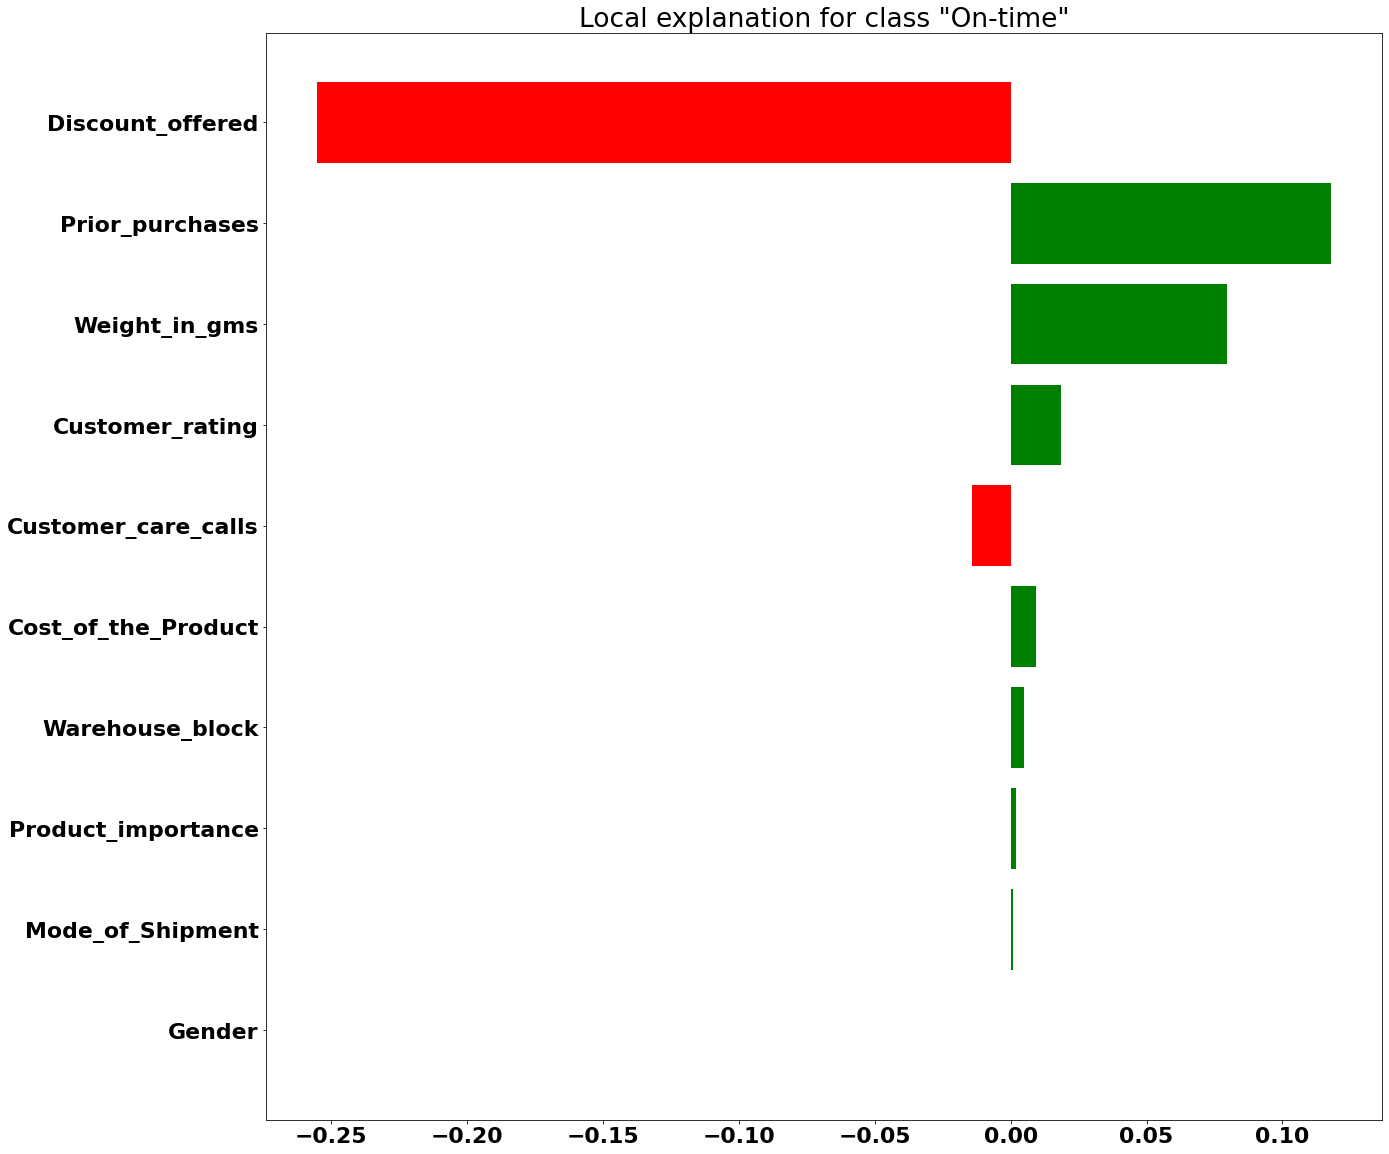 Local explanation for class "On-time"
Discount_offered
Prior_purchases
Weight_in_gms
Customer_rating
Customer_care_calls
Cost_of_the_Product
Warehouse_block
Product_importance
Mode_of_Shipment
Gender
−0.25 −0.20 −0.15 −0.10 −0.05 0.00 0.05 0.10